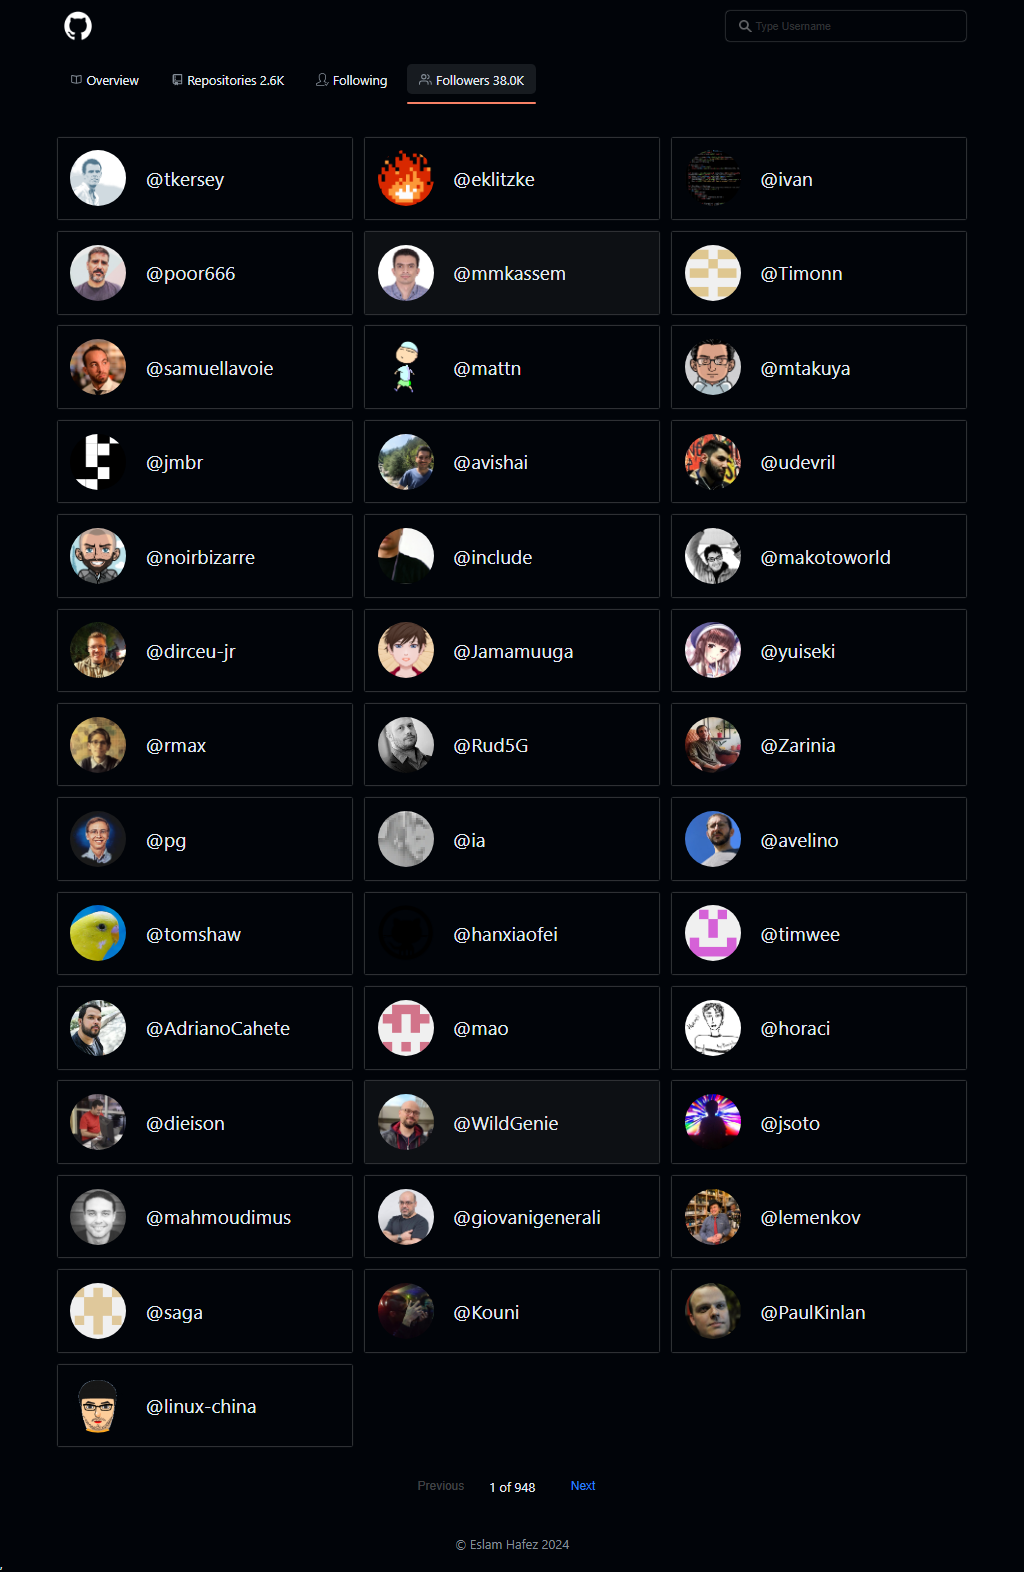 Type Username
Overview Repositories 2.6K Following Followers 38.0K
@tkersey @eklitzke @ivan
@poor666 @mmkassem @Timonn
@samuellavoie @mattn @mtakuya
@jmbr @avishai @udevril
@noirbizarre @include @makotoworld
@dirceu-jr @Jamamuuga @yuiseki
@rmax @Rud5G @Zarinia
@pg @ia @avelino
@tomshaw @hanxiaofei @timwee
@AdrianoCahete @mao @horaci
@dieison @WildGenie @jsoto
@mahmoudimus @giovanigenerali @lemenkov
@saga @Kouni @PaulKinlan
@linux-china
Previous 1 of 948 Next
© Eslam Hafez 2024